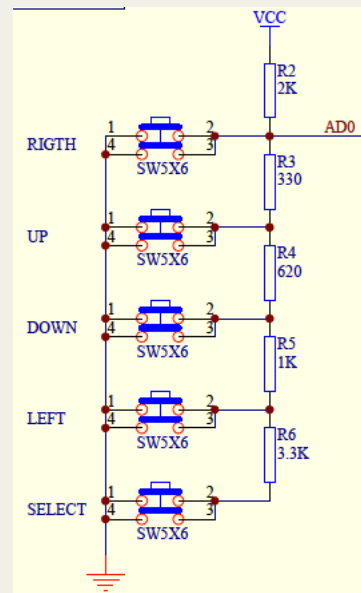 VCC
R2
2K
1
2
AD0
RIGTH
4
3
SW5X6
R3
330
1
2
UP
4
3
SW5X6
R4
620
1
2
DOWN
4
3
SW5X6
R5
1K
1
2
LEFT
4
3
SW5X6
R6
3.3K
1
2
SELECT
4
3
SW5X6